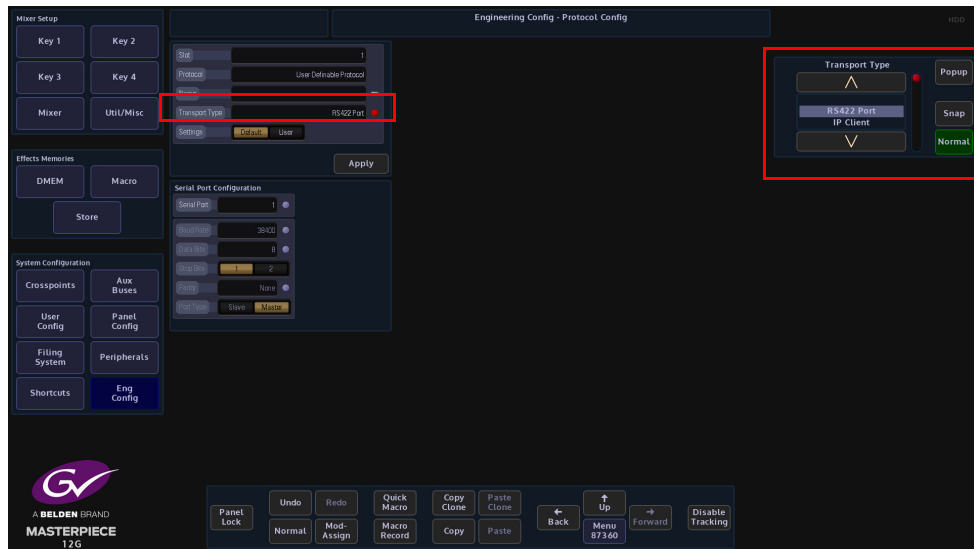 Mixer Setup
Engineering Config - Protocol Config
HDD
Key 1
Key 2
Key 3
Key 4
Mixer
Util/Misc
Slot
1
Protocol
User Definable Protocol
Name
Transport Type
RS422 Port
Settings
Default
User
Apply
Transport Type
RS422 Port
IP Client
Popup
Snap
Normal
Effects Memories
DMEM
Macro
Store
Serial Port Configuration
Serial Port
1
Baud Rate
38400
Data Bits
8
Stop Bits
1
2
Parity
None
Port Type
Slave
Master
System Configuration
Crosspoints
Aux
Buses
User
Config
Panel
Config
Filing
System
Peripherals
Shortcuts
Eng
Config
GV
A BELDEN BRAND
MASTERPIECE
12G
Panel
Lock
Undo
Redo
Normal
Mod-
Assign
Quick
Macro
Macro
Record
Copy
Clone
Paste
Clone
Copy
Paste
Back
Up
Menu
87360
Forward
Disable
Tracking